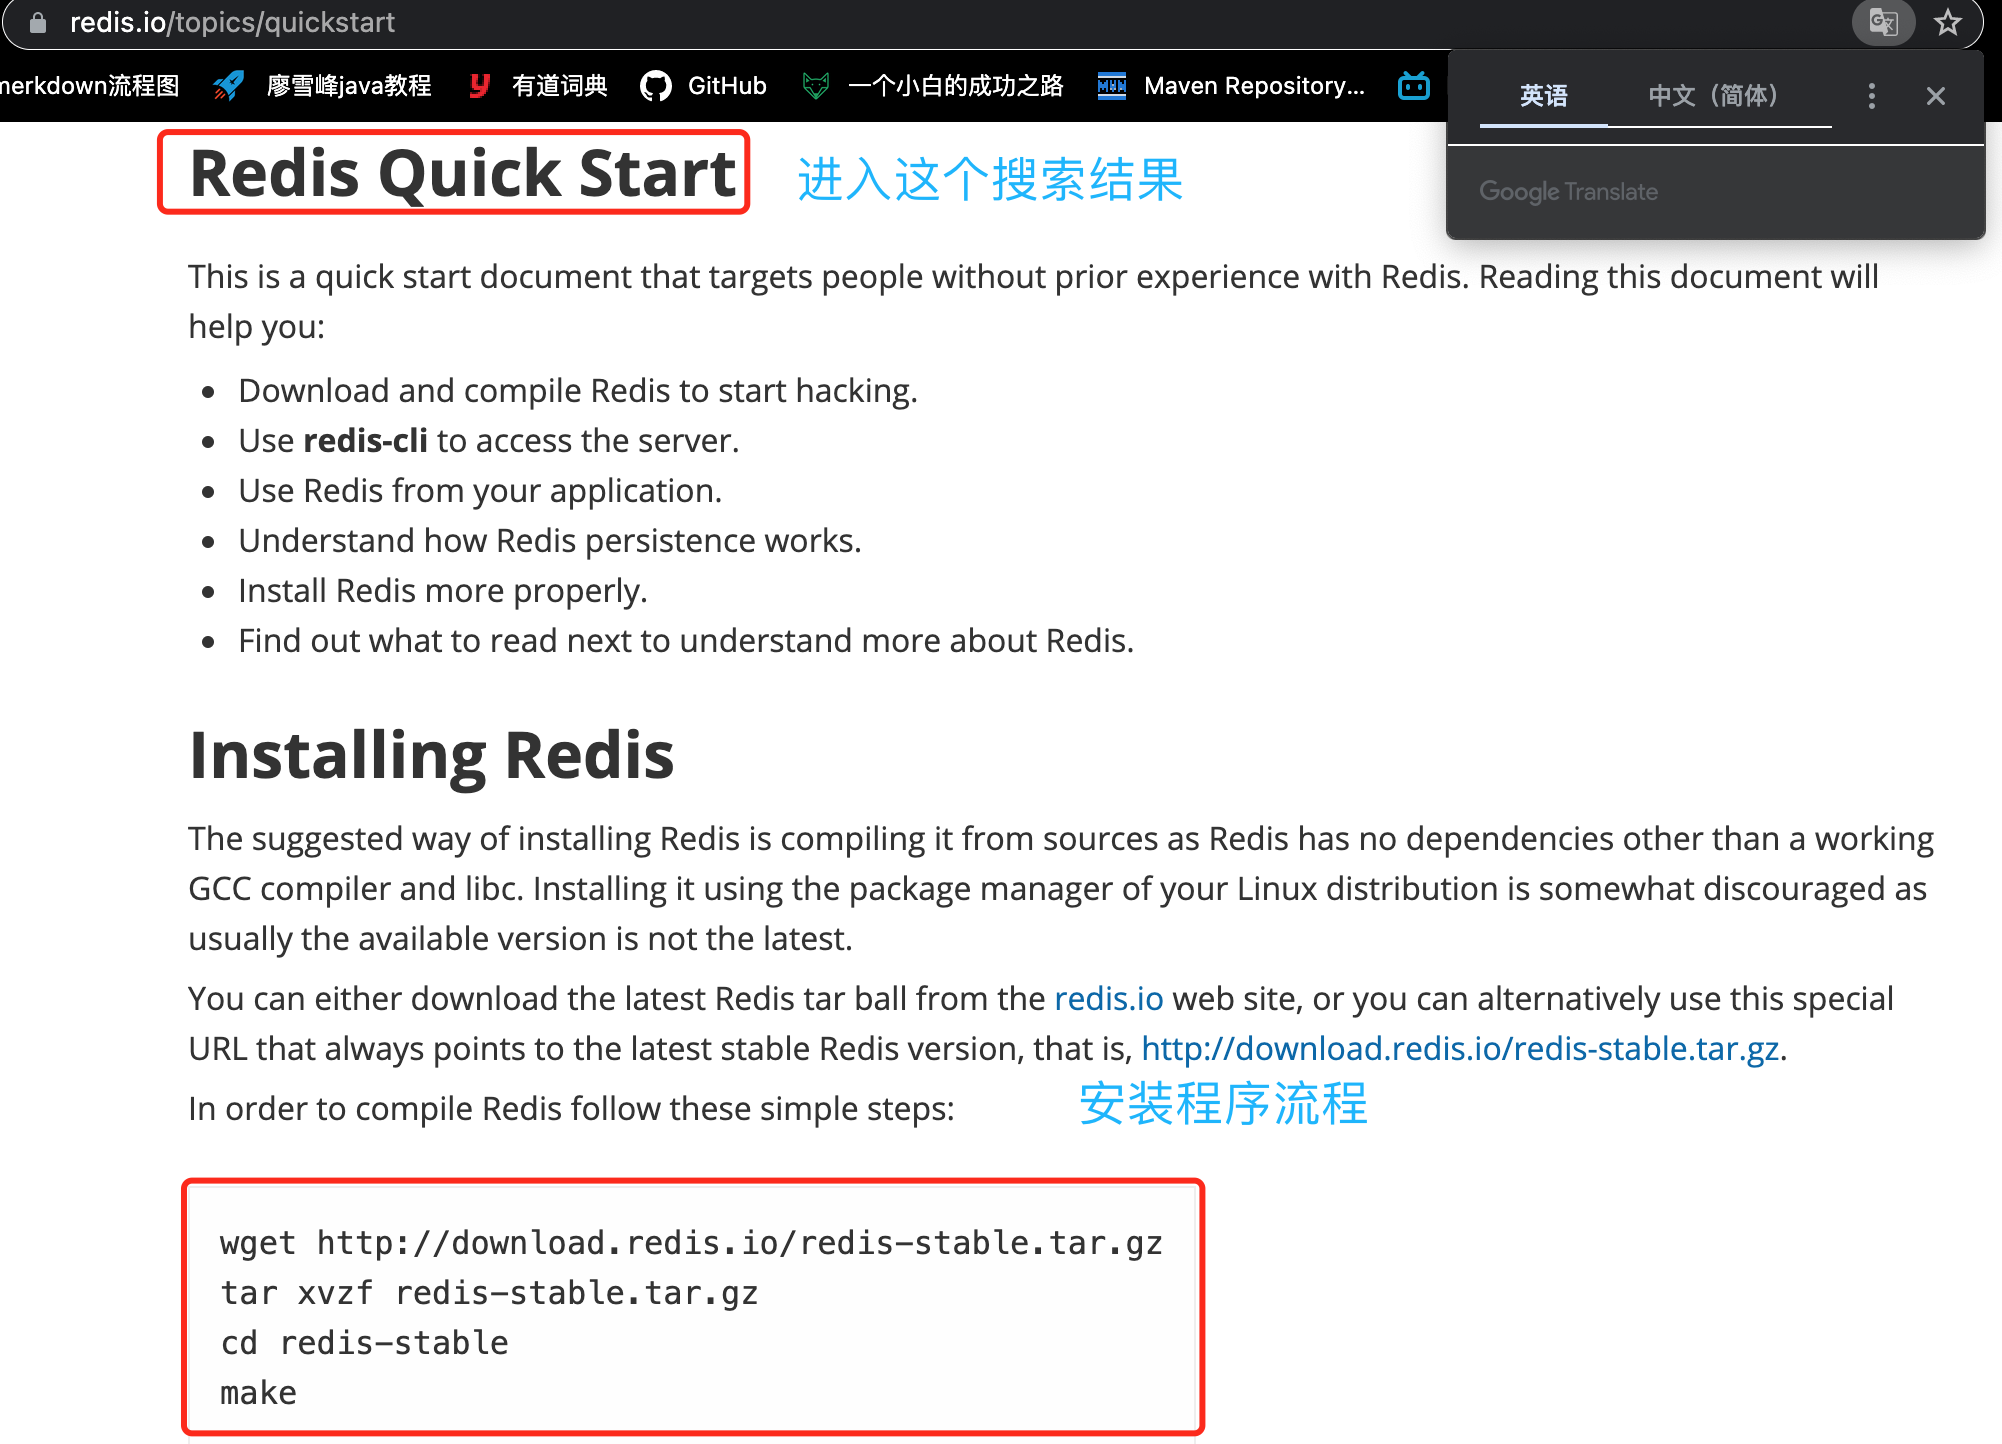 redis.io/topics/quickstart
merkdown流程图 廖雪峰java教程 有道词典 GitHub 一个小白的成功之路 Maven Repository...
英语 中文（简体）
Google Translate
Redis Quick Start 进入这个搜索结果
This is a quick start document that targets people without prior experience with Redis. Reading this document will
help you:
• Download and compile Redis to start hacking.
• Use redis-cli to access the server.
• Use Redis from your application.
• Understand how Redis persistence works.
• Install Redis more properly.
• Find out what to read next to understand more about Redis.
Installing Redis
The suggested way of installing Redis is compiling it from sources as Redis has no dependencies other than a working
GCC compiler and libc. Installing it using the package manager of your Linux distribution is somewhat discouraged as
usually the available version is not the latest.
You can either download the latest Redis tar ball from the redis.io web site, or you can alternatively use this special
URL that always points to the latest stable Redis version, that is, http://download.redis.io/redis-stable.tar.gz.
In order to compile Redis follow these simple steps: 安装程序流程
wget http://download.redis.io/redis-stable.tar.gz
tar xvzf redis-stable.tar.gz
cd redis-stable
make